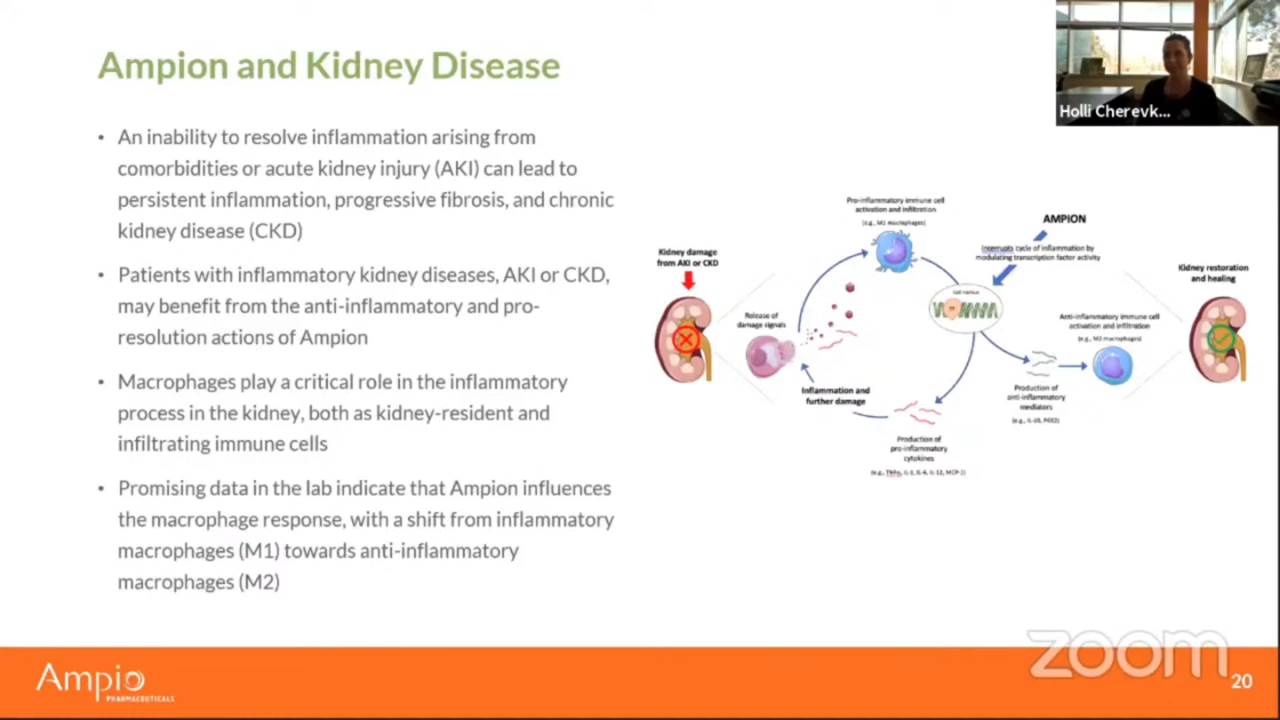 Ampion and Kidney Disease
Holli Cherevk...
• An inability to resolve inflammation arising from
comorbidities or acute kidney injury (AKI) can lead to
persistent inflammation, progressive fibrosis, and chronic
kidney disease (CKD)
• Patients with inflammatory kidney diseases, AKI or CKD,
may benefit from the anti-inflammatory and pro-
resolution actions of Ampion
• Macrophages play a critical role in the inflammatory
process in the kidney, both as kidney-resident and
infiltrating immune cells
• Promising data in the lab indicate that Ampion influences
the macrophage response, with a shift from inflammatory
macrophages (M1) towards anti-inflammatory
macrophages (M2)
Kidney damage
from AKI or CKD
Release of
damage signals
Pro-inflammatory immune cell
activation and infiltration
(e.g., M1 macrophages)
AMPION
Interrupts cycle of inflammation by
modulating transcription factor activity
Cell nucleus
Inflammation and
further damage
Production of
pro-inflammatory
cytokines
(e.g., TNFα, IL-6, IL-12,
Production of
anti-inflammatory
mediators
(e.g., IL-10,
Anti-inflammatory immune cell
activation and infiltration
(e.g., M2 macrophages)
Kidney restoration
and healing
zoom
Ampio
PHARMACEUTICALS
20